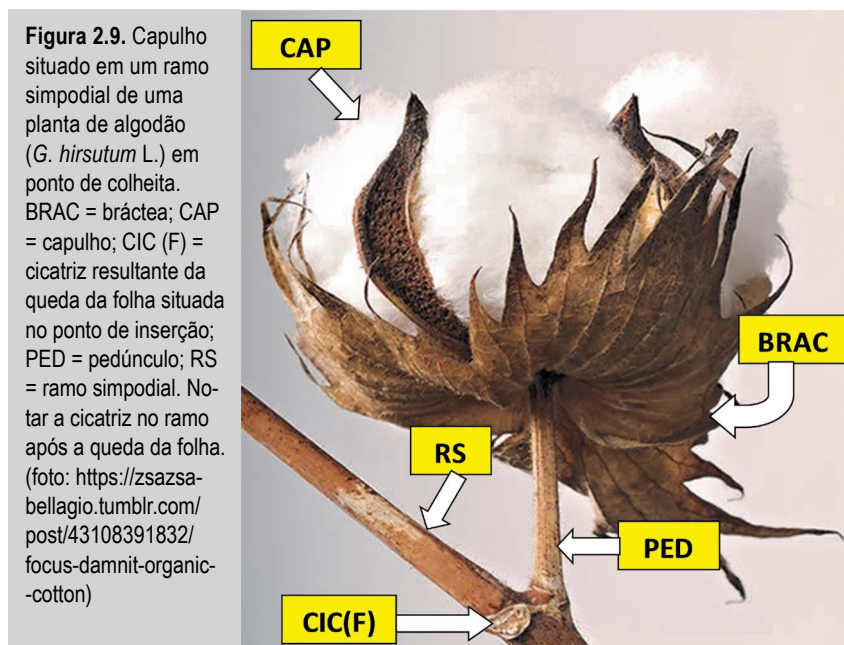 Figura 2.9. Capulho
situado em um ramo
simpodial de uma
planta de algodão
(G. hirsutum L.) em
ponto de colheita.
BRAC = bráctea; CAP
= capulho; CIC (F) =
cicatriz resultante da
queda da folha situada
no ponto de inserção;
PED = pedúnculo; RS
= ramo simpodial. No-
tar a cicatriz no ramo
após a queda da folha.
(foto: https://zsazsa-
bellagio.tumblr.com/
post/43108391832/
focus-damnit-organic-
-cotton)
CAP
BRAC
RS
PED
CIC(F)